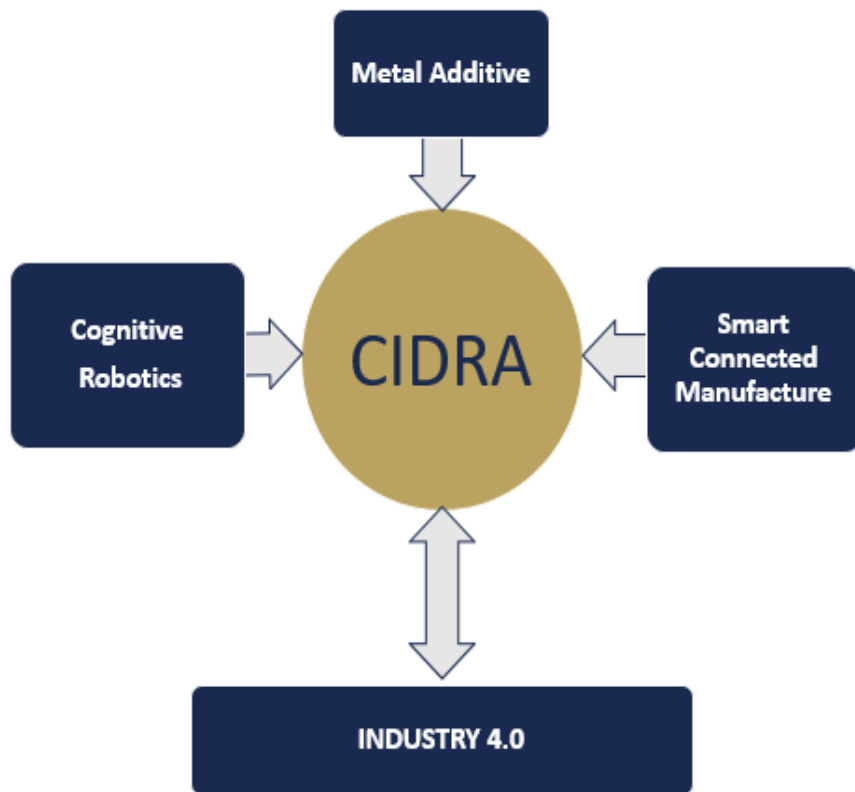 Metal Additive
Cognitive
Robotics
CIDRA
Smart
Connected
Manufacture
INDUSTRY 4.0